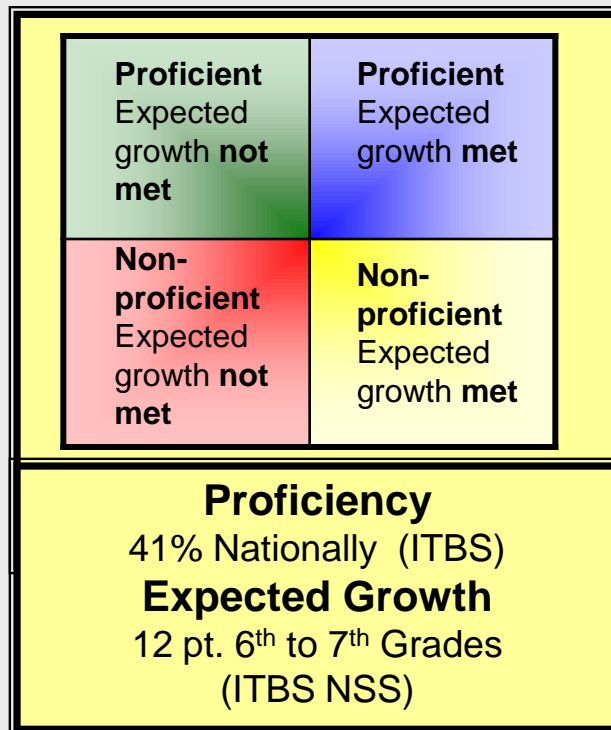 Proficient
Expected
growth not
met
Proficient
Expected
growth met
Non-
proficient
Expected
growth not
met
Non-
proficient
Expected
growth met
Proficiency
41% Nationally (ITBS)
Expected Growth
12 pt. 6th to 7th Grades
(ITBS NSS)